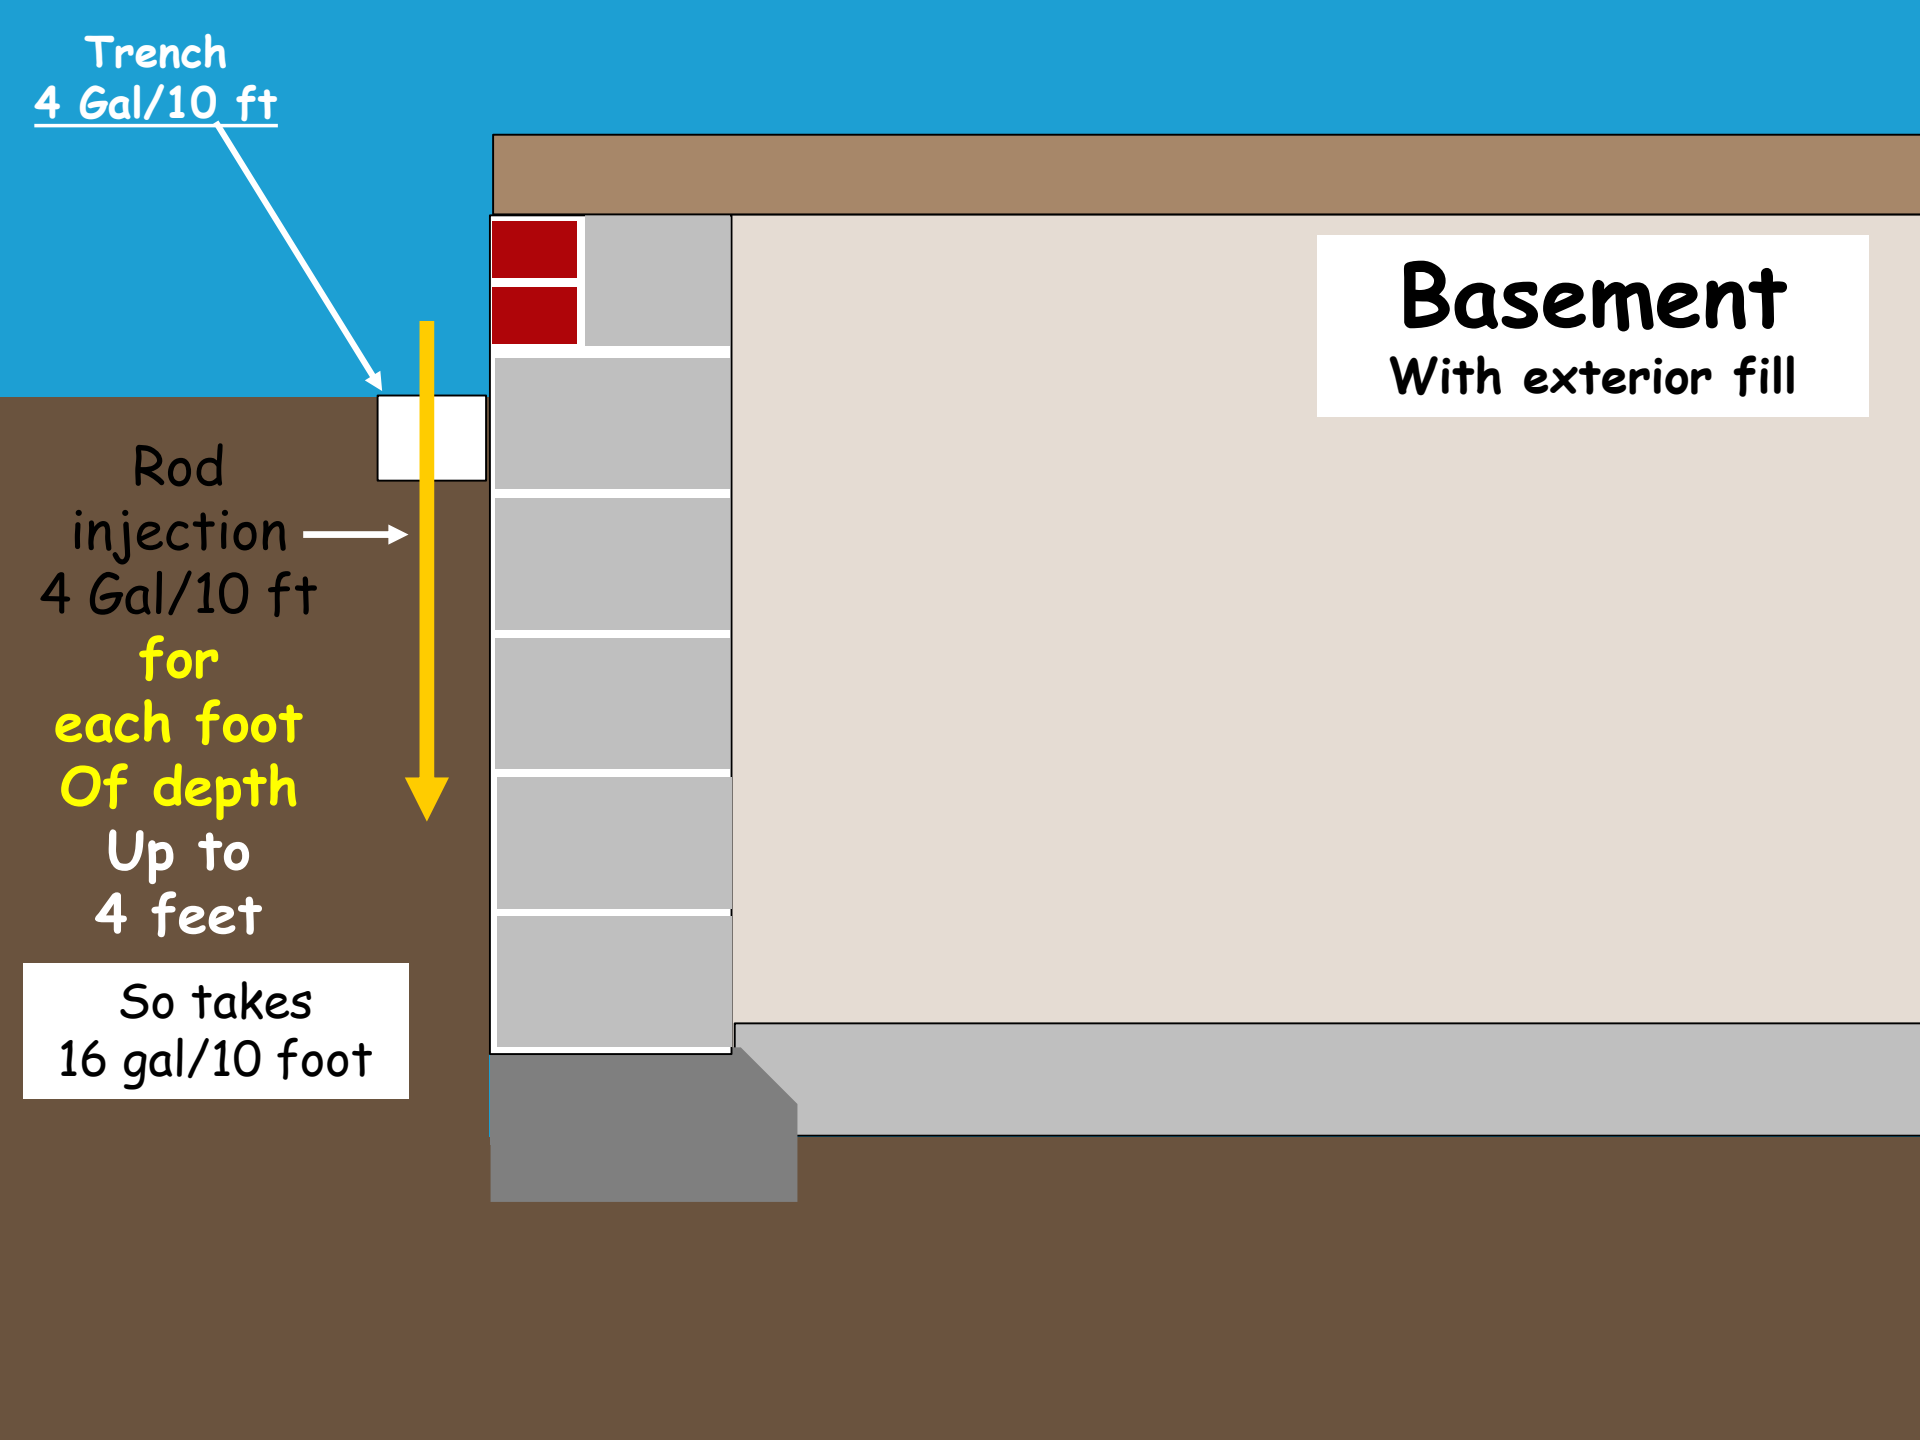 Trench
4 Gal/10 ft
Basement
With exterior fill
Rod
injection
4 Gal/10 ft
for
each foot
Of depth
Up to
4 feet
So takes
16 gal/10 foot